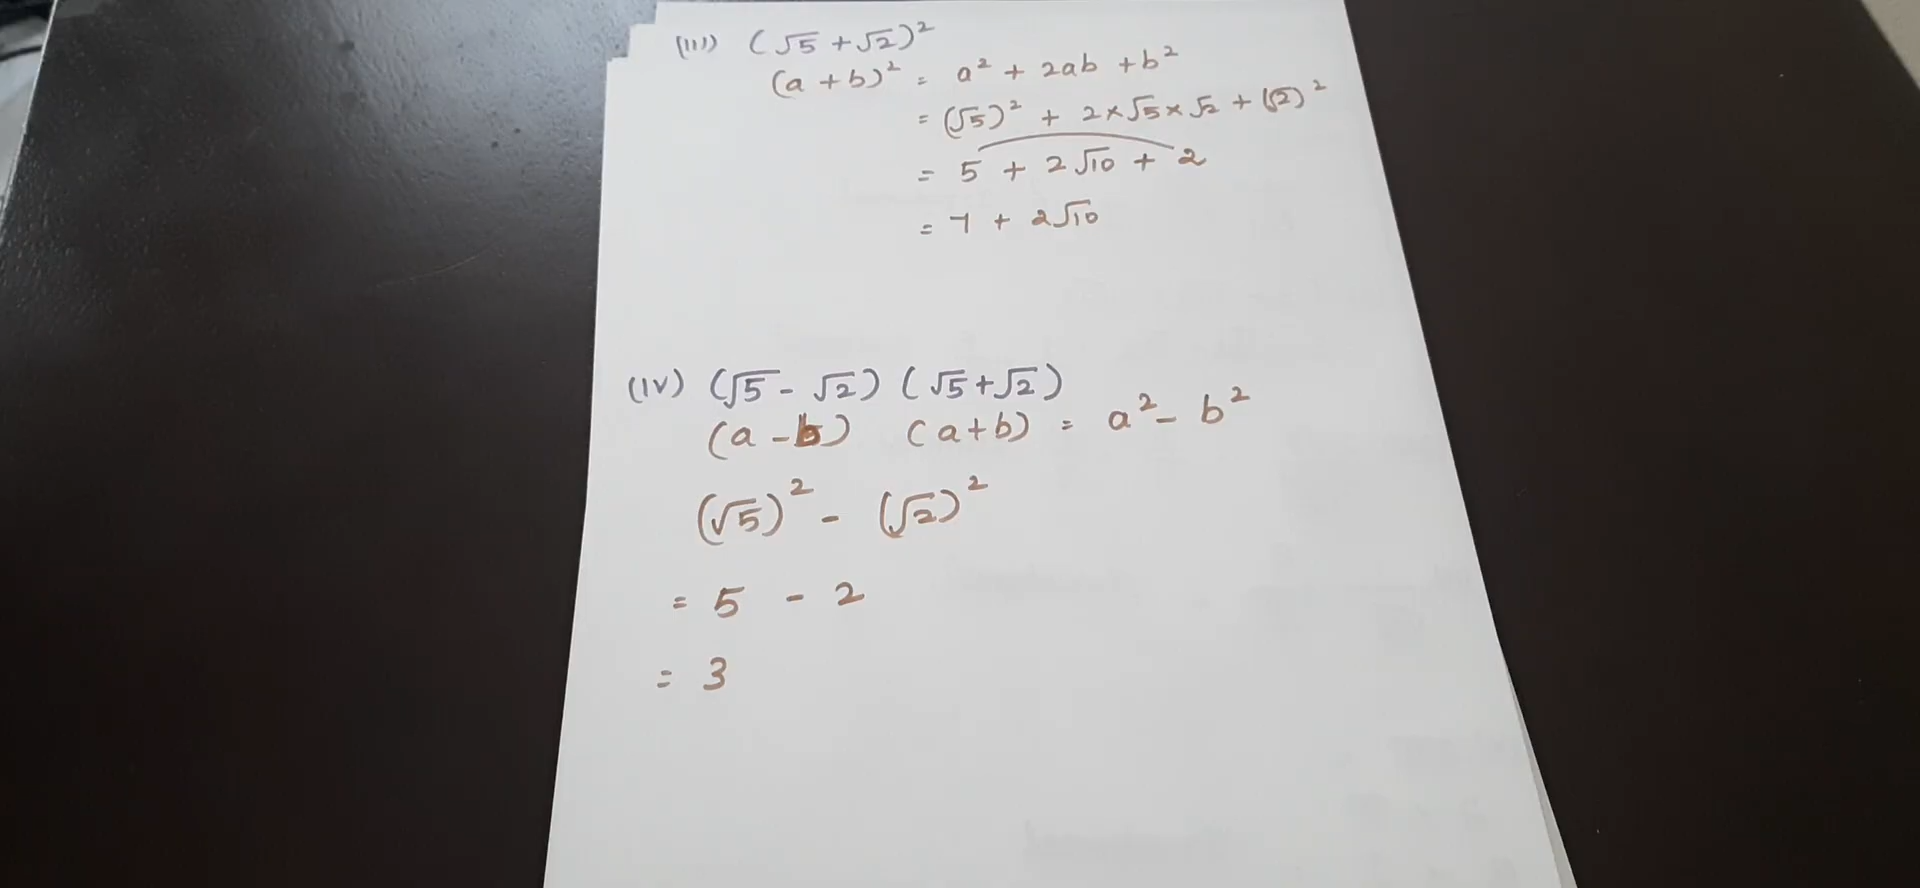 (iii) (√5 + √2)²
(a + b)² = a² + 2ab + b²
= (√5)² + 2×√5×√2 + (√2)²
= 5 + 2√10 + 2
= 7 + 2√10
(iv) (√5 - √2) (√5 + √2)
(a - b) (a + b) = a² - b²
(√5)² - (√2)²
= 5 - 2
= 3